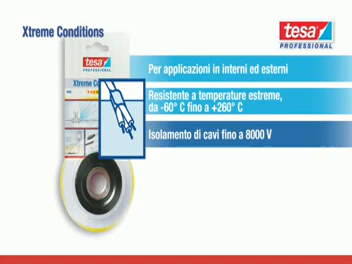 Xtreme Conditions
tesa
PROFESSIONAL
tesa
Xtreme Co
Per applicazioni in interni ed esterni
Resistente a temperature estreme,
da -60° C fino a +260° C
Isolamento di cavi fino a 8000 V